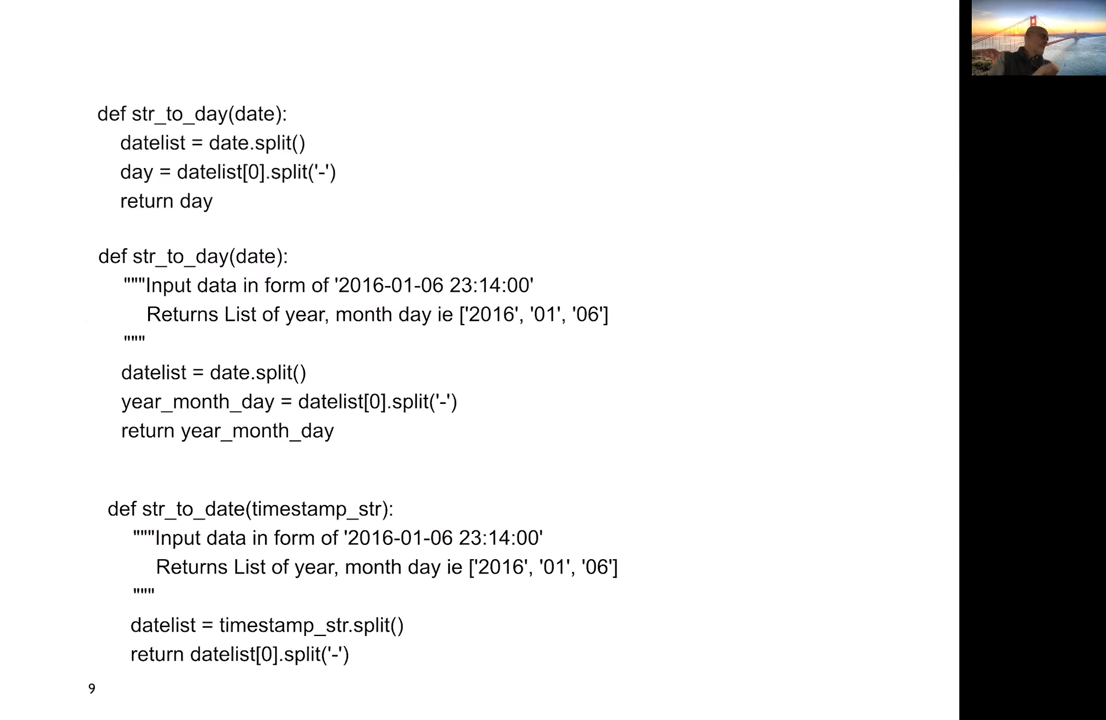 def str_to_day(date):
datelist = date.split()
day = datelist[0].split('-')
return day
def str_to_day(date):
"""Input data in form of '2016-01-06 23:14:00'
Returns List of year, month day ie ['2016', '01', '06']
"""
datelist = date.split()
year_month_day = datelist[0].split('-')
return year_month_day
def str_to_date(timestamp_str):
"""Input data in form of '2016-01-06 23:14:00'
Returns List of year, month day ie ['2016', '01', '06']
"""
datelist = timestamp_str.split()
return datelist[0].split('-')
9